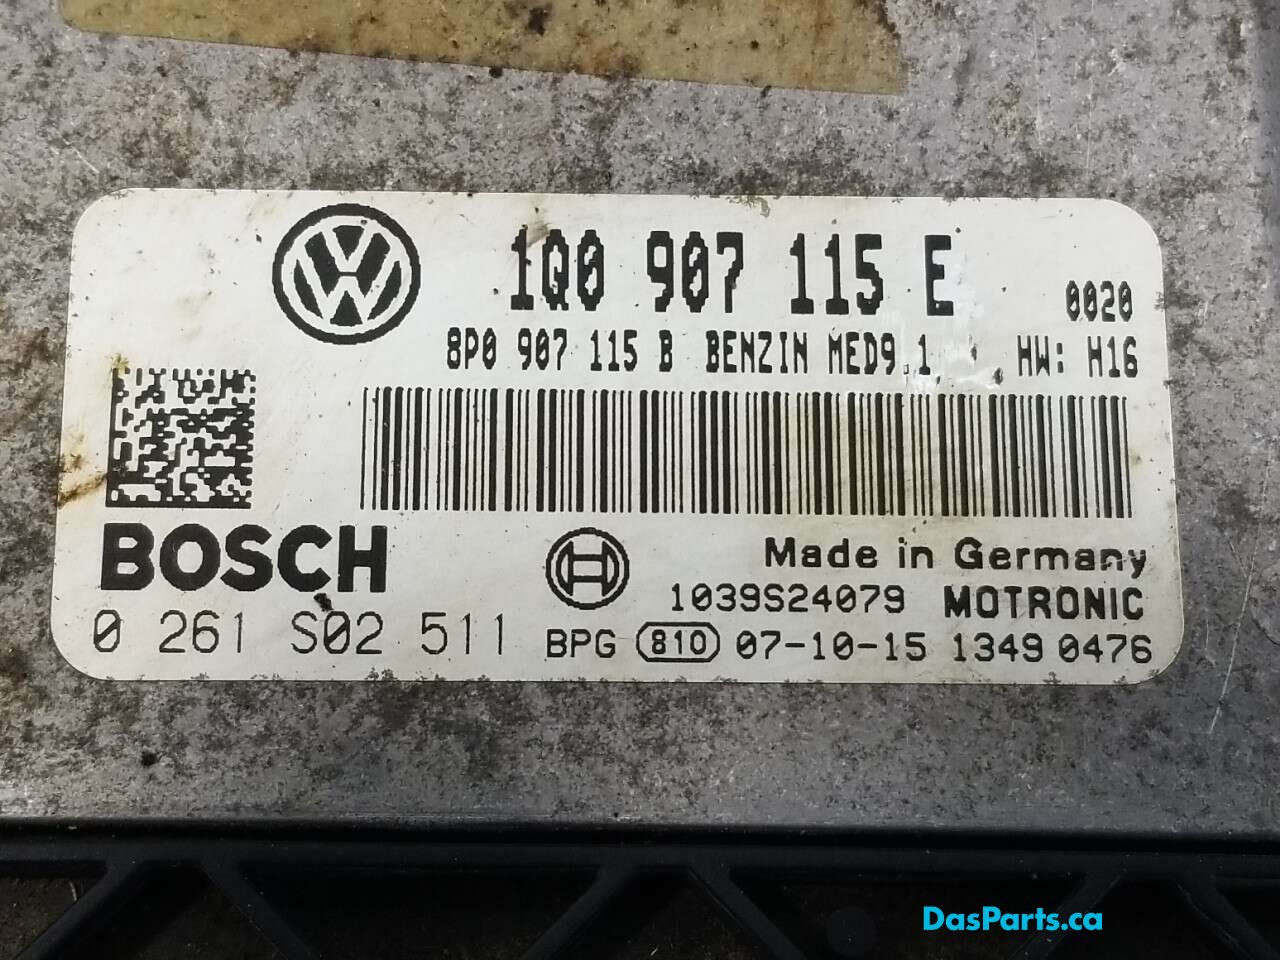 1Q0 907 115 E
0020
8P0 907 115 B BENZIN MED9.1 HW: H16
BOSCH
Made in Germany
1039S24079 MOTRONIC
0 261 S02 511
BPG 810 07-10-15 1349 0476
DasParts.ca